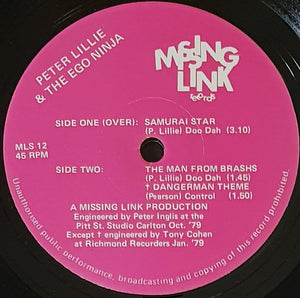 PETER LILLIE
& THE EGO NINJA
MISSING
LINK
records
SIDE ONE (OVER): SAMURAI STAR
(P. Lillie) Doo Dah (3.10)
MLS 12
45 RPM
SIDE TWO: THE MAN FROM BRASHS
(P. Lillie) Doo Dah (1.45)
† DANGERMAN THEME
(Pearson) Control (1.50)
A MISSING LINK PRODUCTION
Engineered by Peter Inglis at the
Pitt St. Studio Carlton Oct. '79
Except † engineered by Tony Cohen
at Richmond Recorders Jan. '79
Unauthorised public performance, broadcasting and copying of this record prohibited.